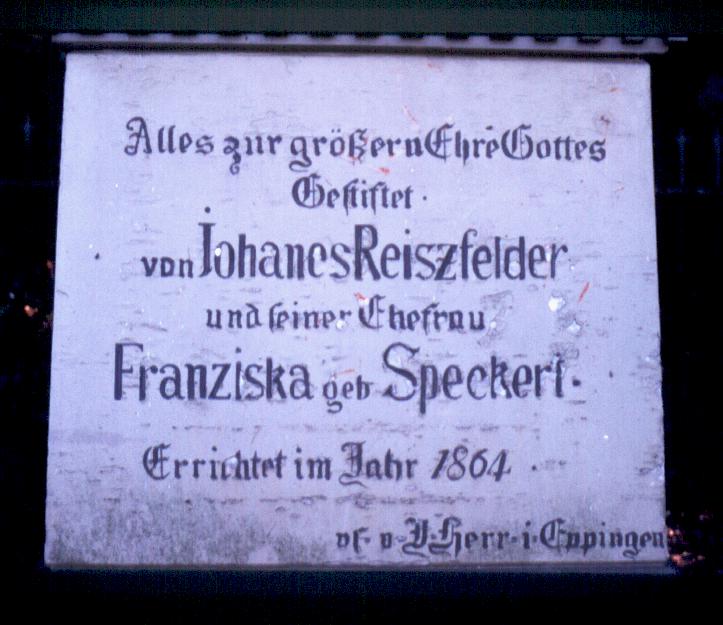 Alles zur größern Ehre Gottes
Gestiftet.
von Johanes Reiszfelder
und seiner Ehefrau
Franziska geb Speckert.
Errichtet im Jahr 1864.
vf. v. J. Herr. i. Eppingen